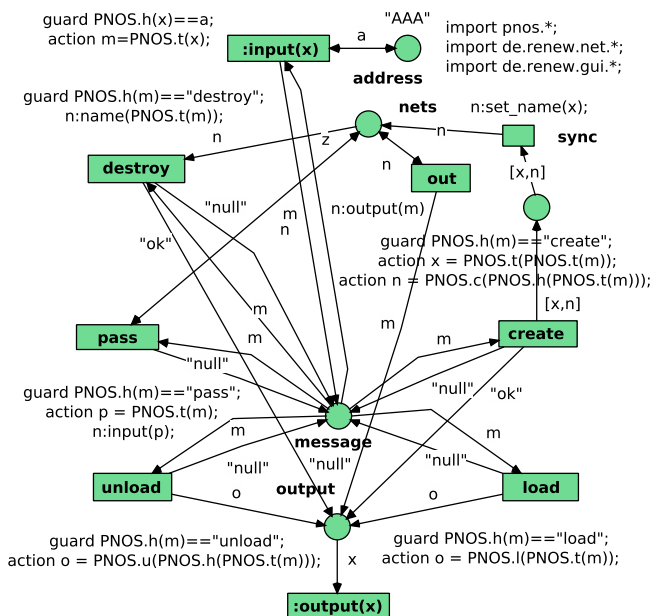 "AAA"
guard PNOS.h(x)==a;
action m=PNOS.t(x);
:input(x)
a
import pnos.*;
import de.renew.net.*;
import de.renew.gui.*;
address
guard PNOS.h(m)=="destroy";
n:name(PNOS.t(m));
nets
n:set_name(x);
n
z
n
sync
destroy
n
out
[x,n]
"null"
m
n
n:output(m)
"ok"
guard PNOS.h(m)=="create";
action x = PNOS.t(PNOS.t(m));
action n = PNOS.c(PNOS.h(PNOS.t(m)));
m
[x,n]
m
pass
m
m
create
"null"
"null"
"ok"
guard PNOS.h(m)=="pass";
action p = PNOS.t(m);
n:input(p);
m
message
m
"null"
"null"
"null"
unload
output
load
o
o
guard PNOS.h(m)=="unload";
action o = PNOS.u(PNOS.h(PNOS.t(m)));
guard PNOS.h(m)=="load";
action o = PNOS.l(PNOS.t(m));
x
:output(x)